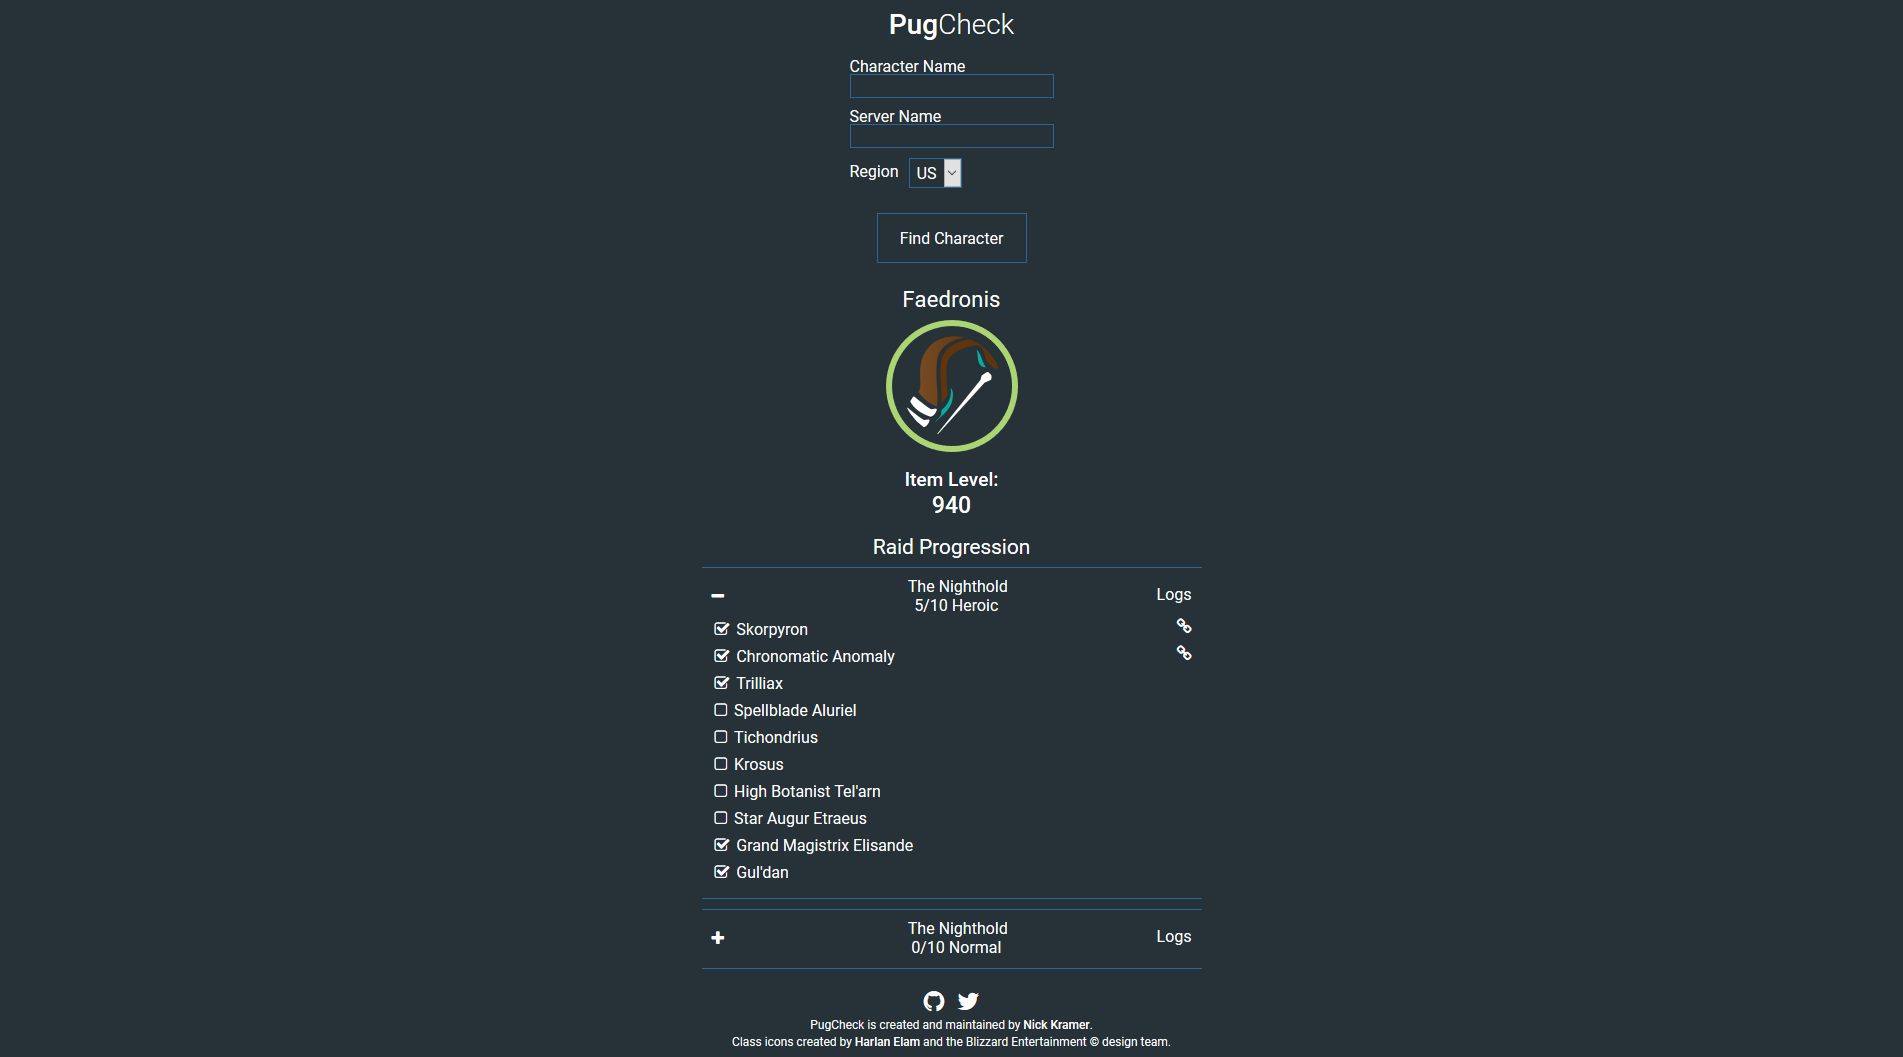 PugCheck
Character Name
Server Name
Region US
Find Character
Faedronis
Item Level:
940
Raid Progression
The Nighthold
5/10 Heroic
Logs
Skorpyron
Chronomatic Anomaly
Trilliax
Spellblade Aluriel
Tichondrius
Krosus
High Botanist Tel'arn
Star Augur Etraeus
Grand Magistrix Elisande
Gul'dan
The Nighthold
0/10 Normal
Logs
PugCheck is created and maintained by Nick Kramer.
Class icons created by Harlan Elam and the Blizzard Entertainment © design team.